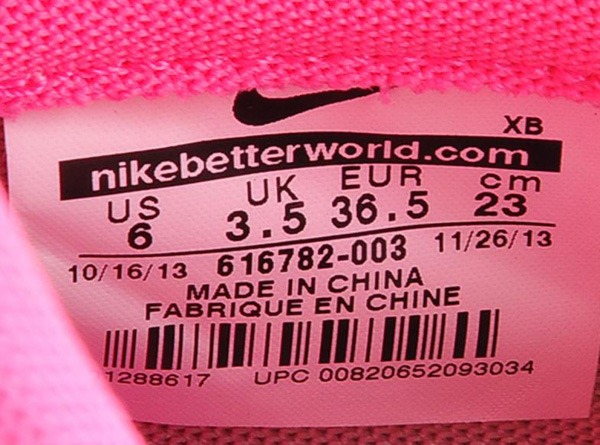 XB
nikebetterworld.com
US UK EUR cm
6 3.5 36.5 23
10/16/13 616782-003 11/26/13
MADE IN CHINA
FABRIQUE EN CHINE
1288617 UPC 00820652093034